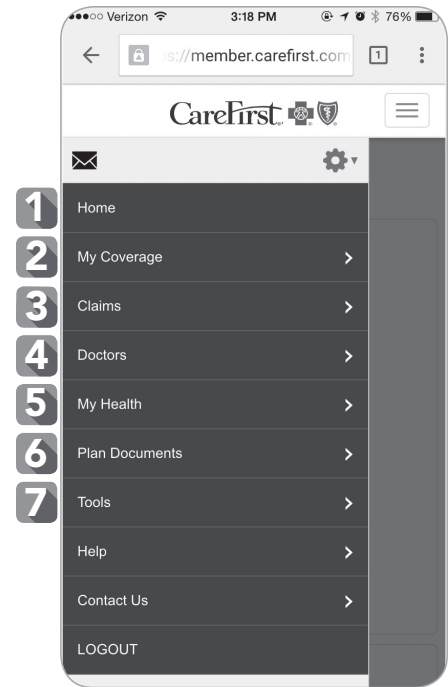 Verizon 3:18 PM 76%
s://member.carefirst.com 1
CareFirst
1 Home
2 My Coverage
3 Claims
4 Doctors
5 My Health
6 Plan Documents
7 Tools
Help
Contact Us
LOGOUT